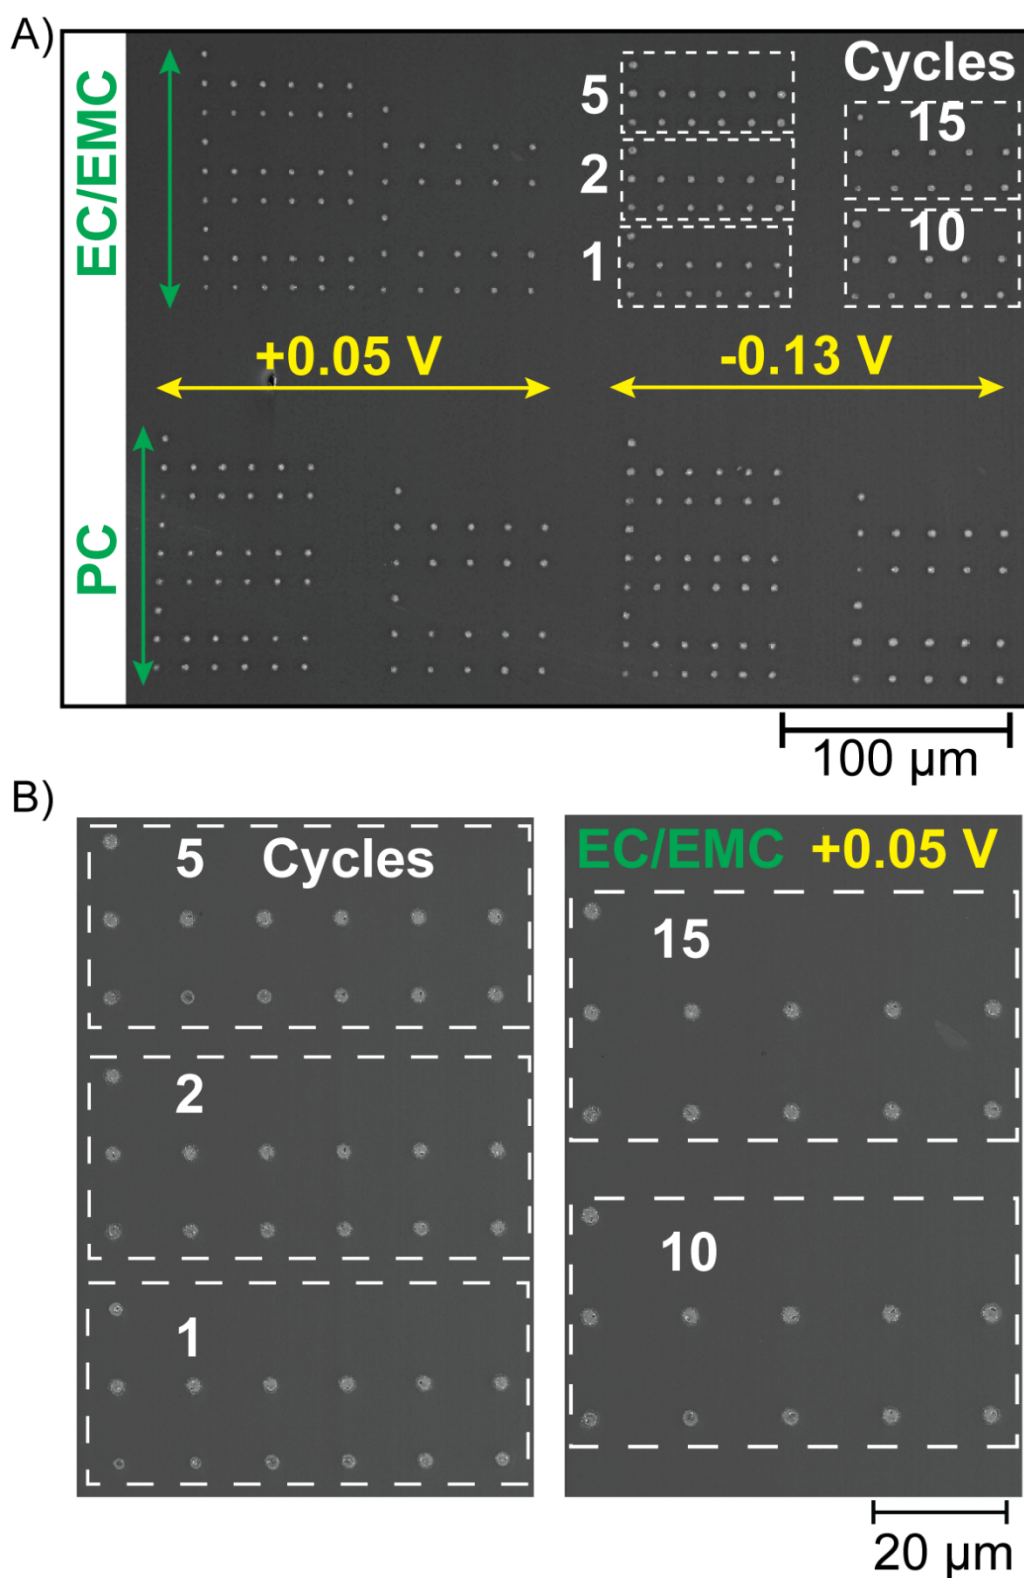 A)
EC/EMC
5
2
1
Cycles
15
10
+0.05 V
-0.13 V
PC
100 µm
B)
5 Cycles
2
1
EC/EMC +0.05 V
15
10
20 µm